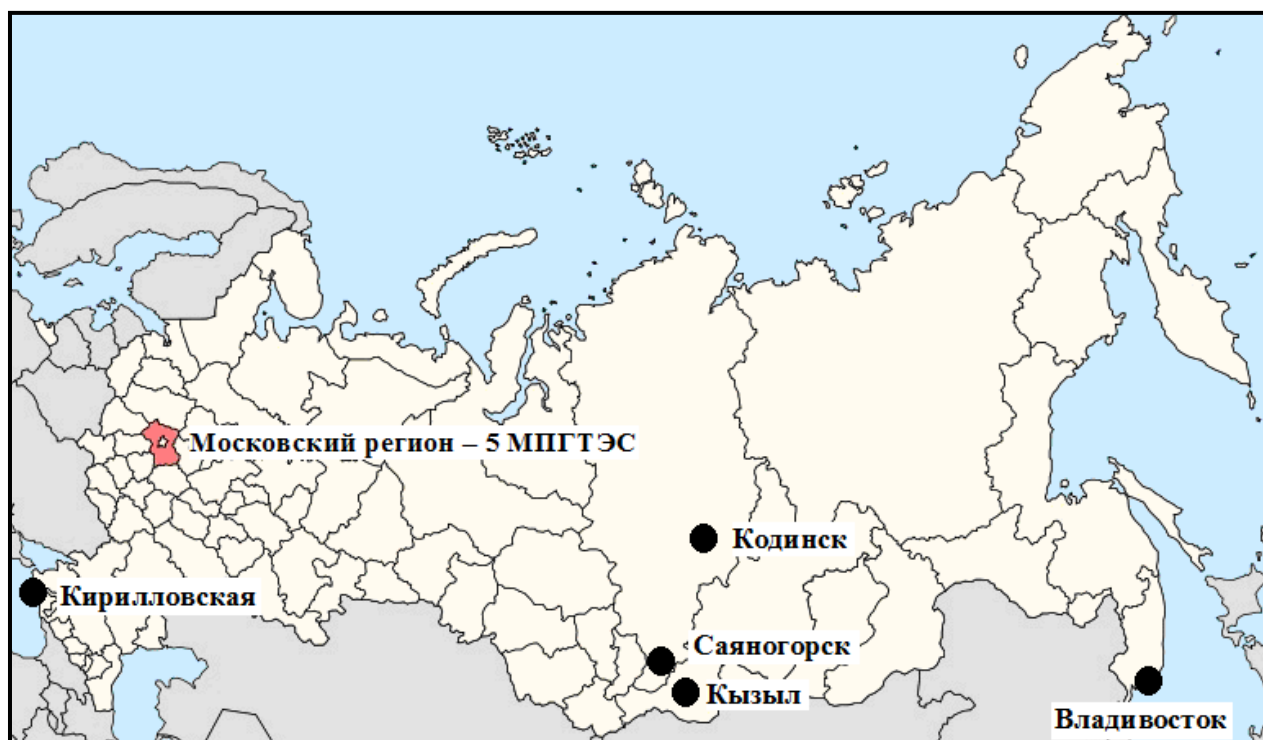 Московский регион – 5 МПГТЭС
Кодинск
Кирилловская
Саяногорск
Кызыл
Владивосток